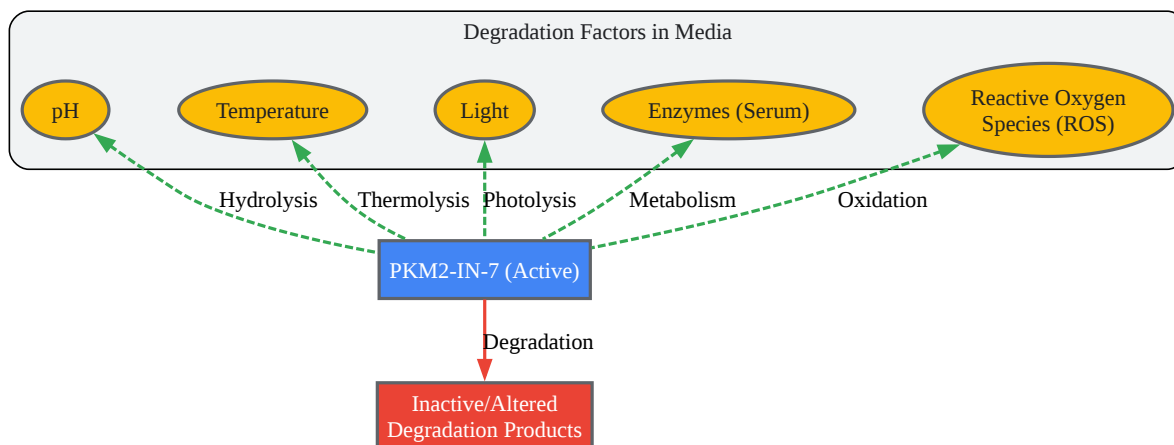 Degradation Factors in Media
pH
Temperature
Light
Enzymes (Serum)
Reactive Oxygen
Species (ROS)
Hydrolysis
Thermolysis
Photolysis
Metabolism
Oxidation
PKM2-IN-7 (Active)
Degradation
Inactive/Altered
Degradation Products